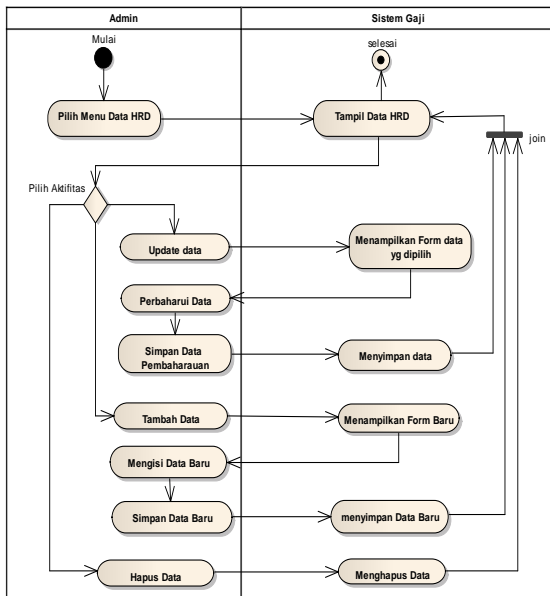 Admin
Sistem Gaji
Mulai
selesai
Pilih Menu Data HRD
Tampil Data HRD
join
Pilih Aktifitas
Update data
Menampilkan Form data
yg dipilih
Perbaharui Data
Simpan Data
Pembaharauan
Menyimpan data
Tambah Data
Menampilkan Form Baru
Mengisi Data Baru
Simpan Data Baru
menyimpan Data Baru
Hapus Data
Menghapus Data